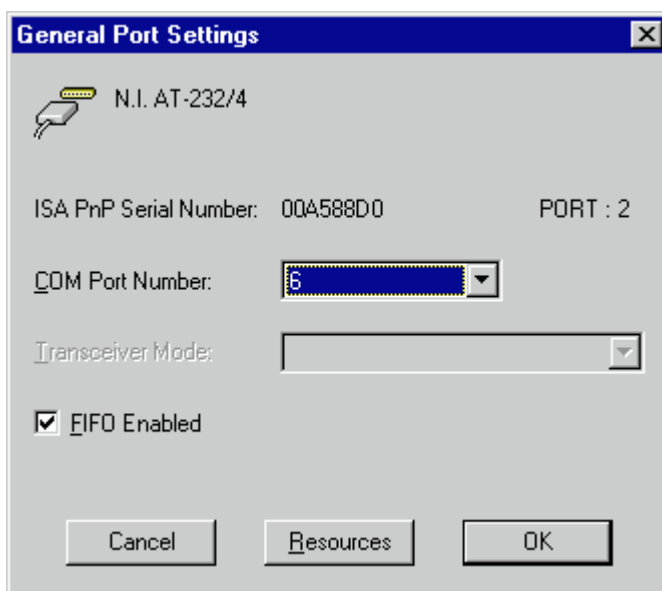 General Port Settings
N.I. AT-232/4
ISA PnP Serial Number: 00A588D0 PORT : 2
COM Port Number: 6
Transceiver Mode:
FIFO Enabled
Cancel Resources OK